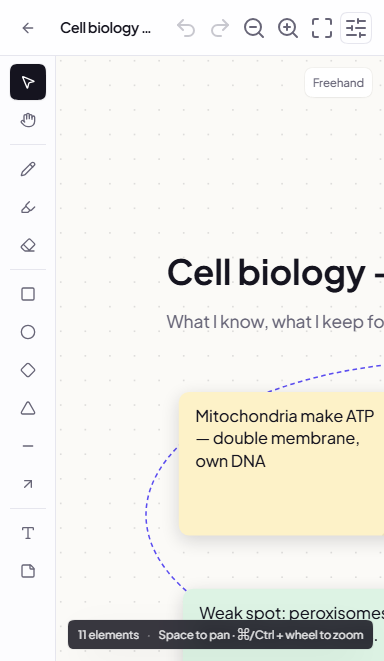 Cell biology ...
Freehand
Cell biology -
What I know, what I keep fo
Mitochondria make ATP
— double membrane,
own DNA
Weak spot: peroxisomes
11 elements · Space to pan · ⌘/Ctrl + wheel to zoom
T